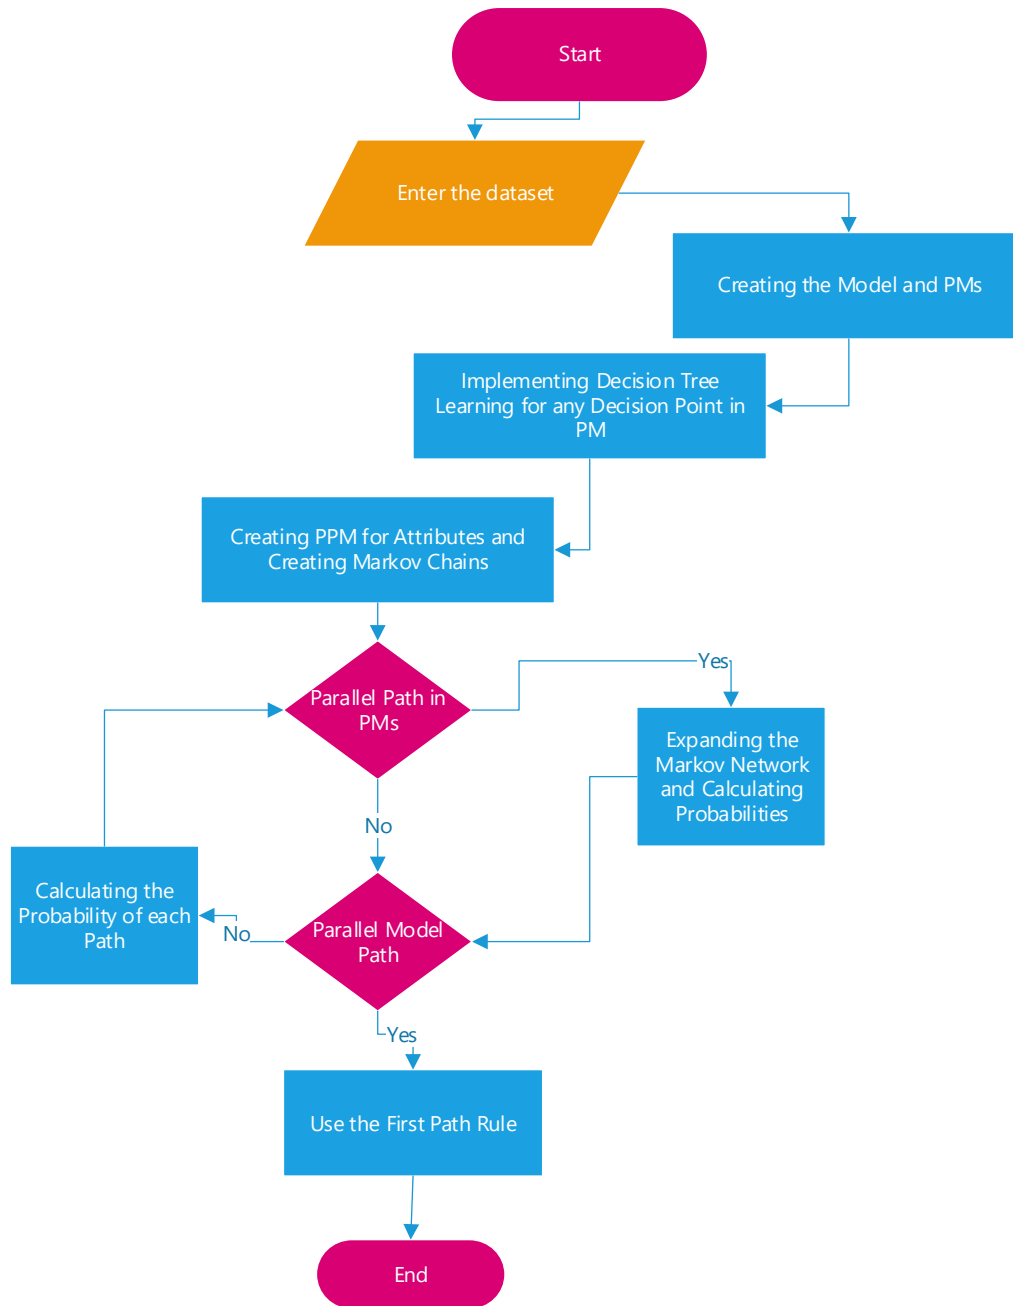 Start
Enter the dataset
Creating the Model and PMs
Implementing Decision Tree
Learning for any Decision Point in
PM
Creating PPM for Attributes and
Creating Markov Chains
Parallel Path in
PMs
Yes
Expanding the
Markov Network
and Calculating
Probabilities
No
Calculating the
Probability of each
Path
No
Parallel Model
Path
Yes
Use the First Path Rule
End